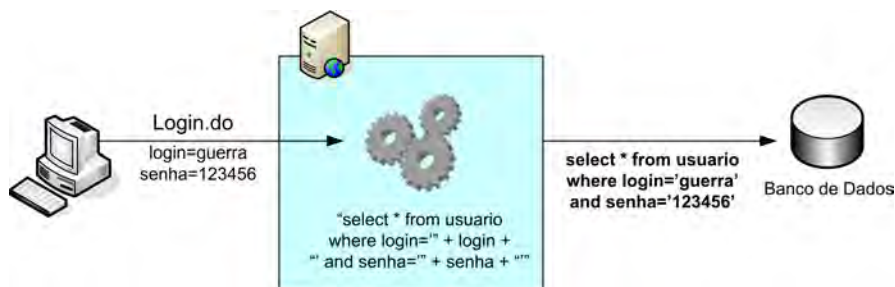 Login.do
login=guerra
senha=123456
“select * from usuario
where login=’” + login +
“’ and senha=’” + senha + “’”
select * from usuario
where login=’guerra’
and senha=’123456’
Banco de Dados